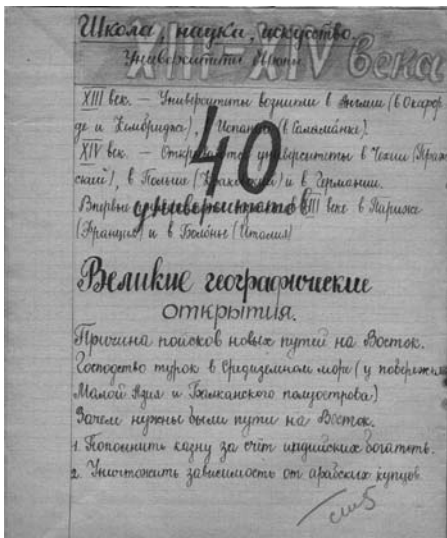 Школа, наука, искусство.
Университеты Европы
XIII–XIV века
XIII век. – Университеты возникли в Англии (в Оксфор-
де и Кембридже), Испании (в Саламанке).
XIV век. – Открываются университеты в Чехии (Праж-
ский), в Польше (Краковский) и в Германии.
40
университетов
Впервые в XIII веке в Париже
(Франция) и в Болонье (Италия)
Великие географические
открытия.
Причина поисков новых путей на Восток.
Господство турок в Средиземном море (у побережья
Малой Азии и Балканского полуострова)
Зачем нужны были пути на Восток.
1. Пополнить казну за счёт индийских богатств.
2. Уничтожить зависимость от арабских купцов.